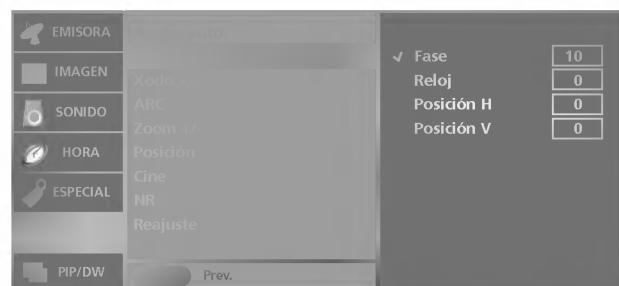 EMISORA
IMAGEN
SONIDO
HORA
ESPECIAL
PIP/DW
ARC
Zoom
Posición
Cine
NR
Reajuste
Prev.
✓ Fase 10
Reloj 0
Posición H 0
Posición V 0